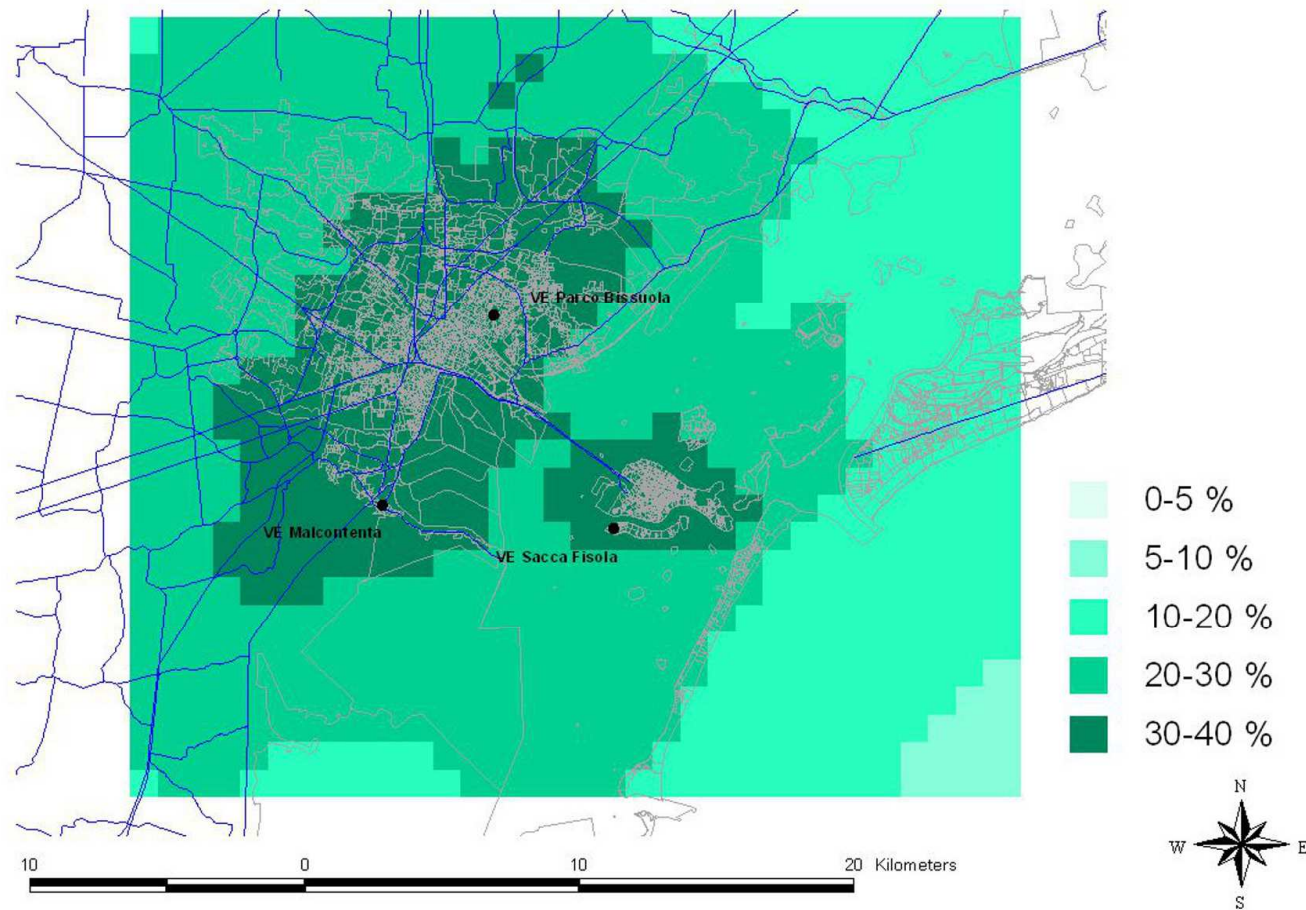 VE Parco Bissuola
VE Malcontenta
VE Sacca Fisola
0-5 %
5-10 %
10-20 %
20-30 %
30-40 %
N
W E
S
10 0 10 20 Kilometers